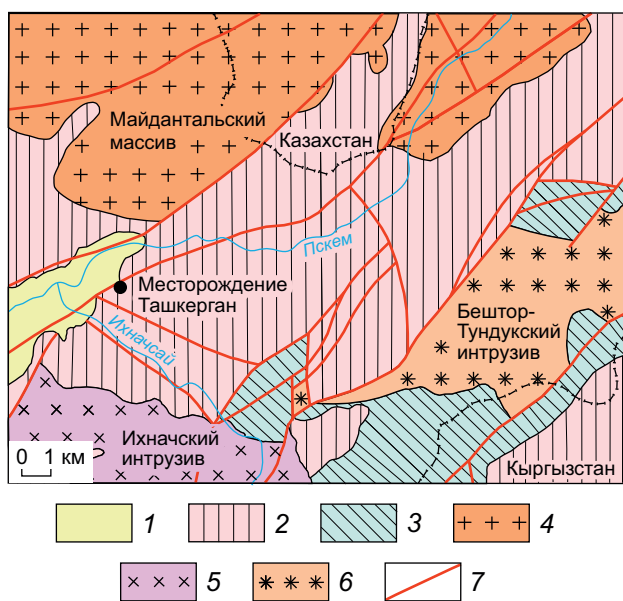 Майдантальский
массив
Казахстан
Пскем
Месторождение
Ташкерган
Ихначсай
Бештор-
Тундукский
интрузив
Ихначский
интрузив
0 1 км
Кыргызстан
1 2 3 4
5 6 7